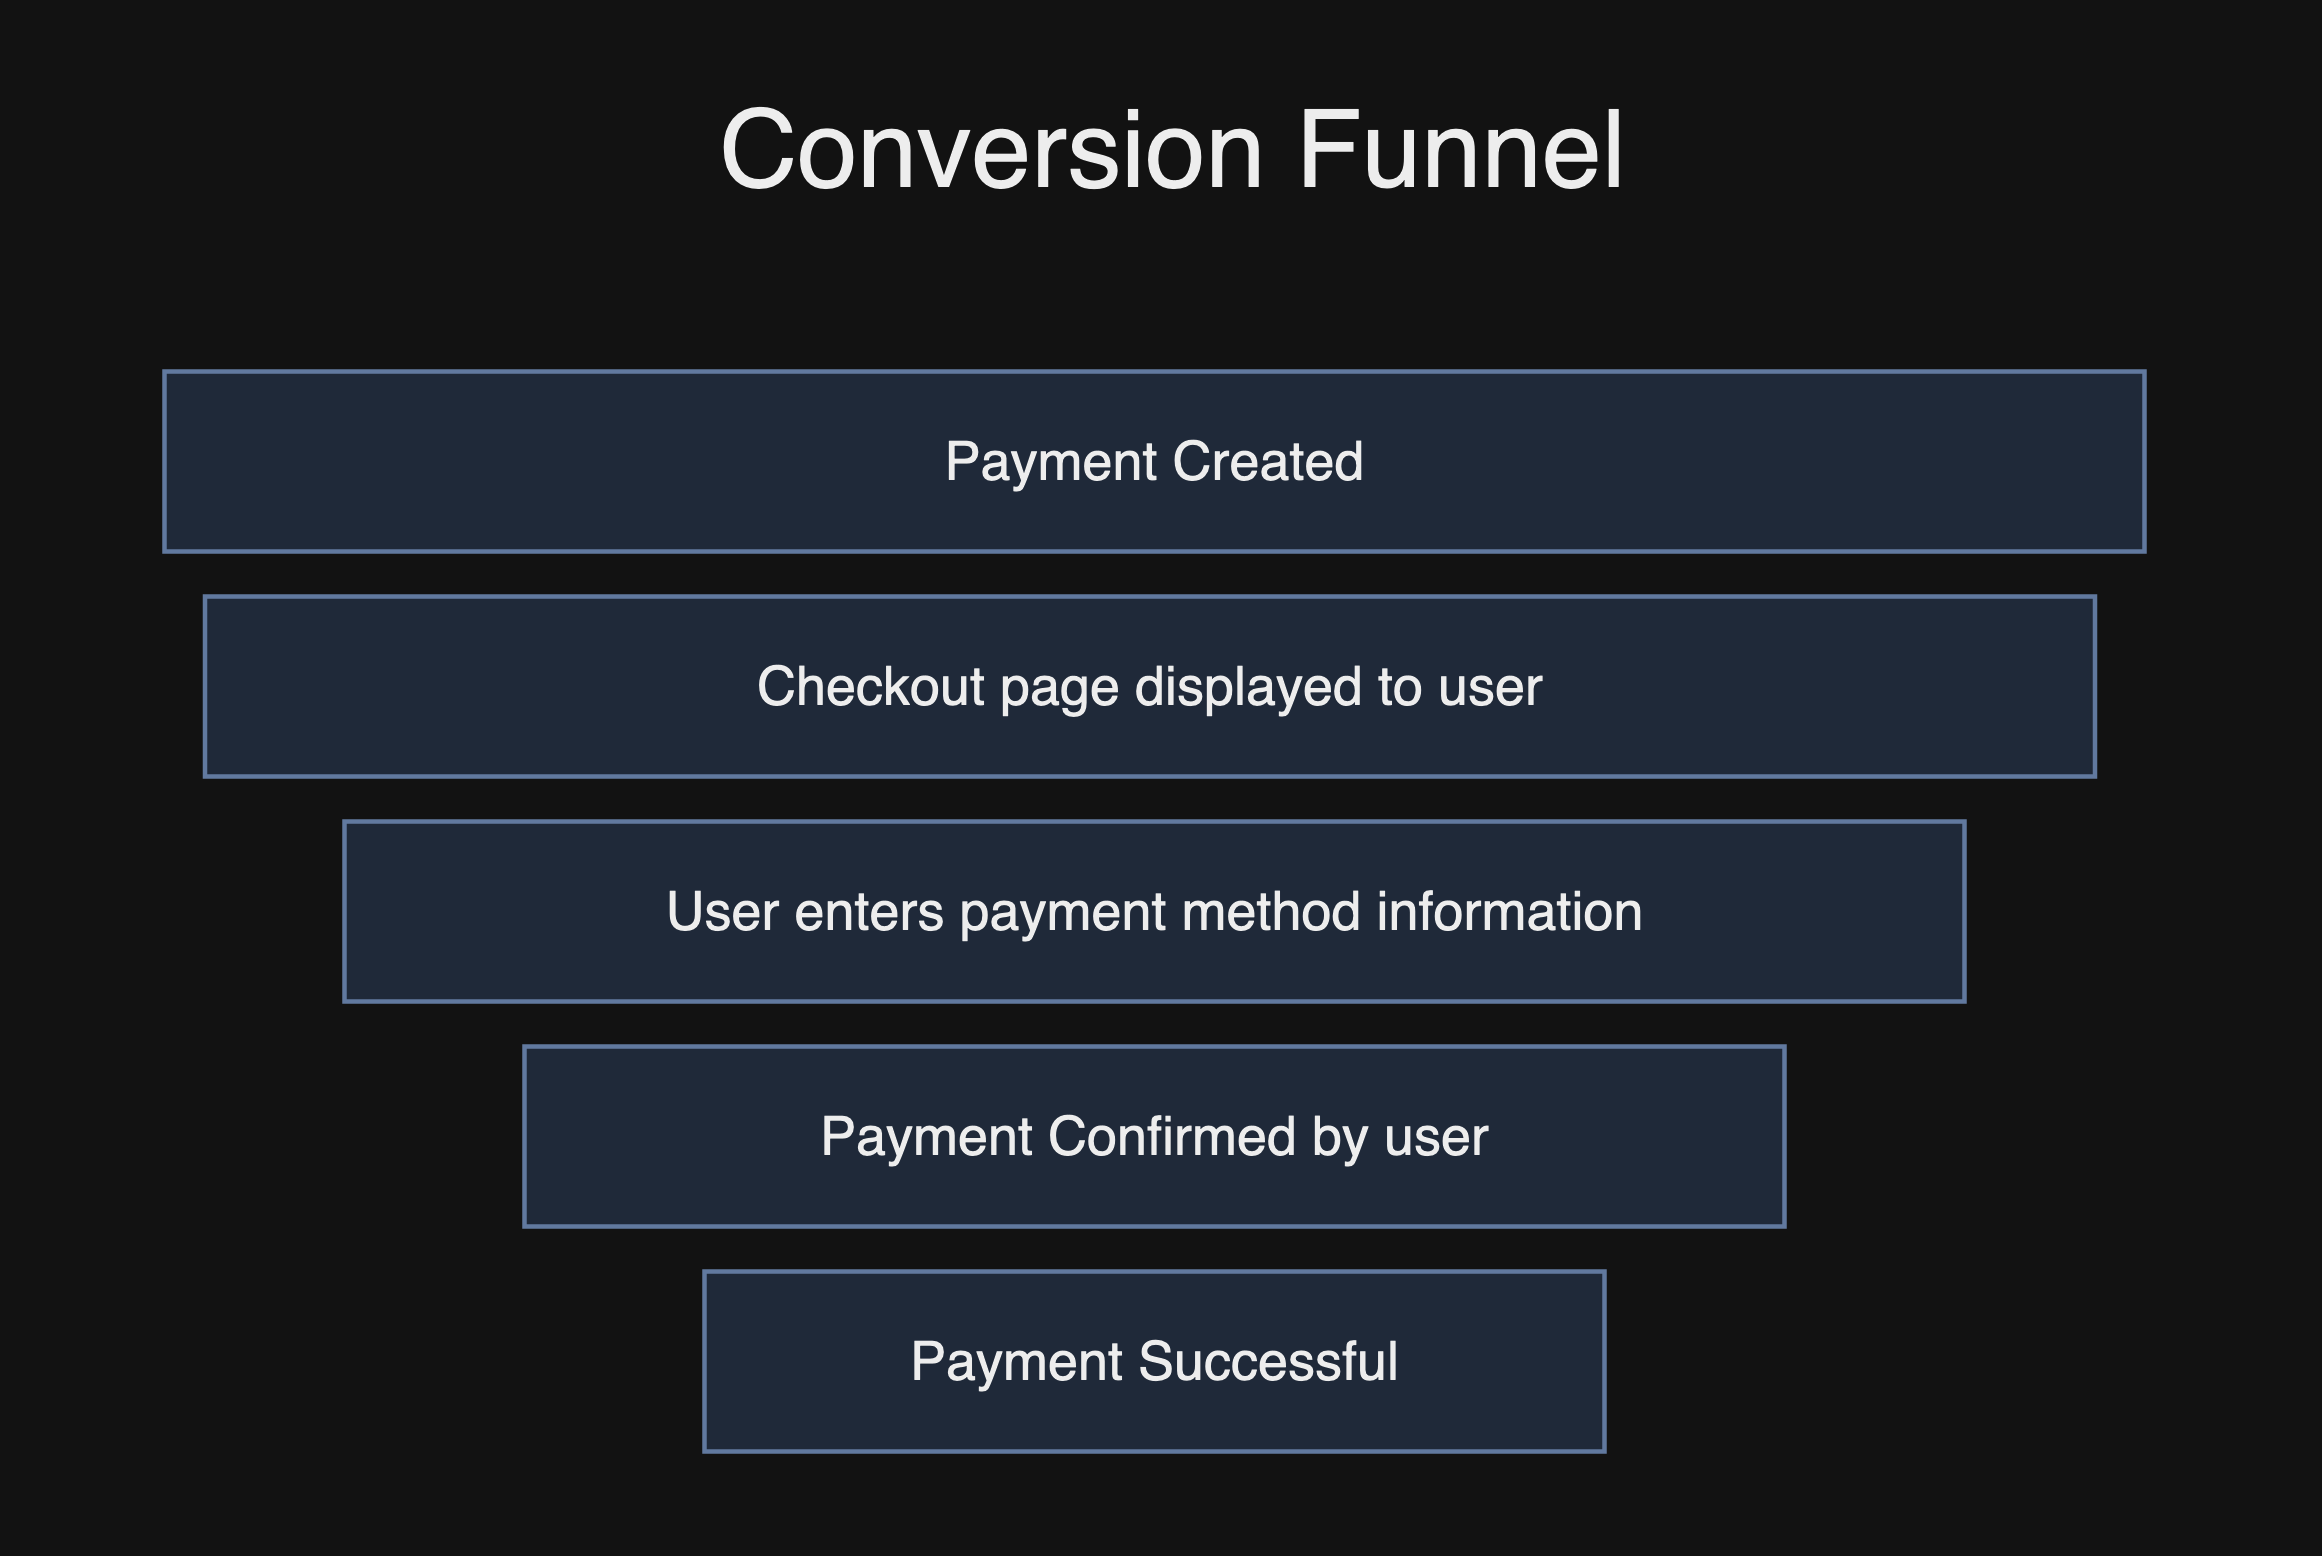 Conversion Funnel
Payment Created
Checkout page displayed to user
User enters payment method information
Payment Confirmed by user
Payment Successful